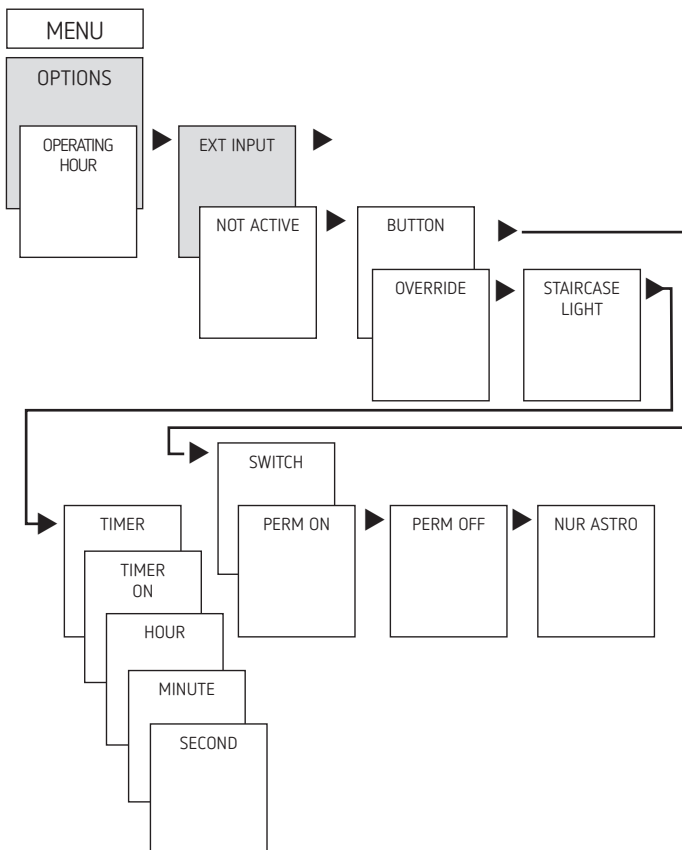 MENU
OPTIONS
OPERATING
HOUR
EXT INPUT
NOT ACTIVE
BUTTON
OVERRIDE
STAIRCASE
LIGHT
SWITCH
PERM ON
PERM OFF
NUR ASTRO
TIMER
TIMER
ON
HOUR
MINUTE
SECOND